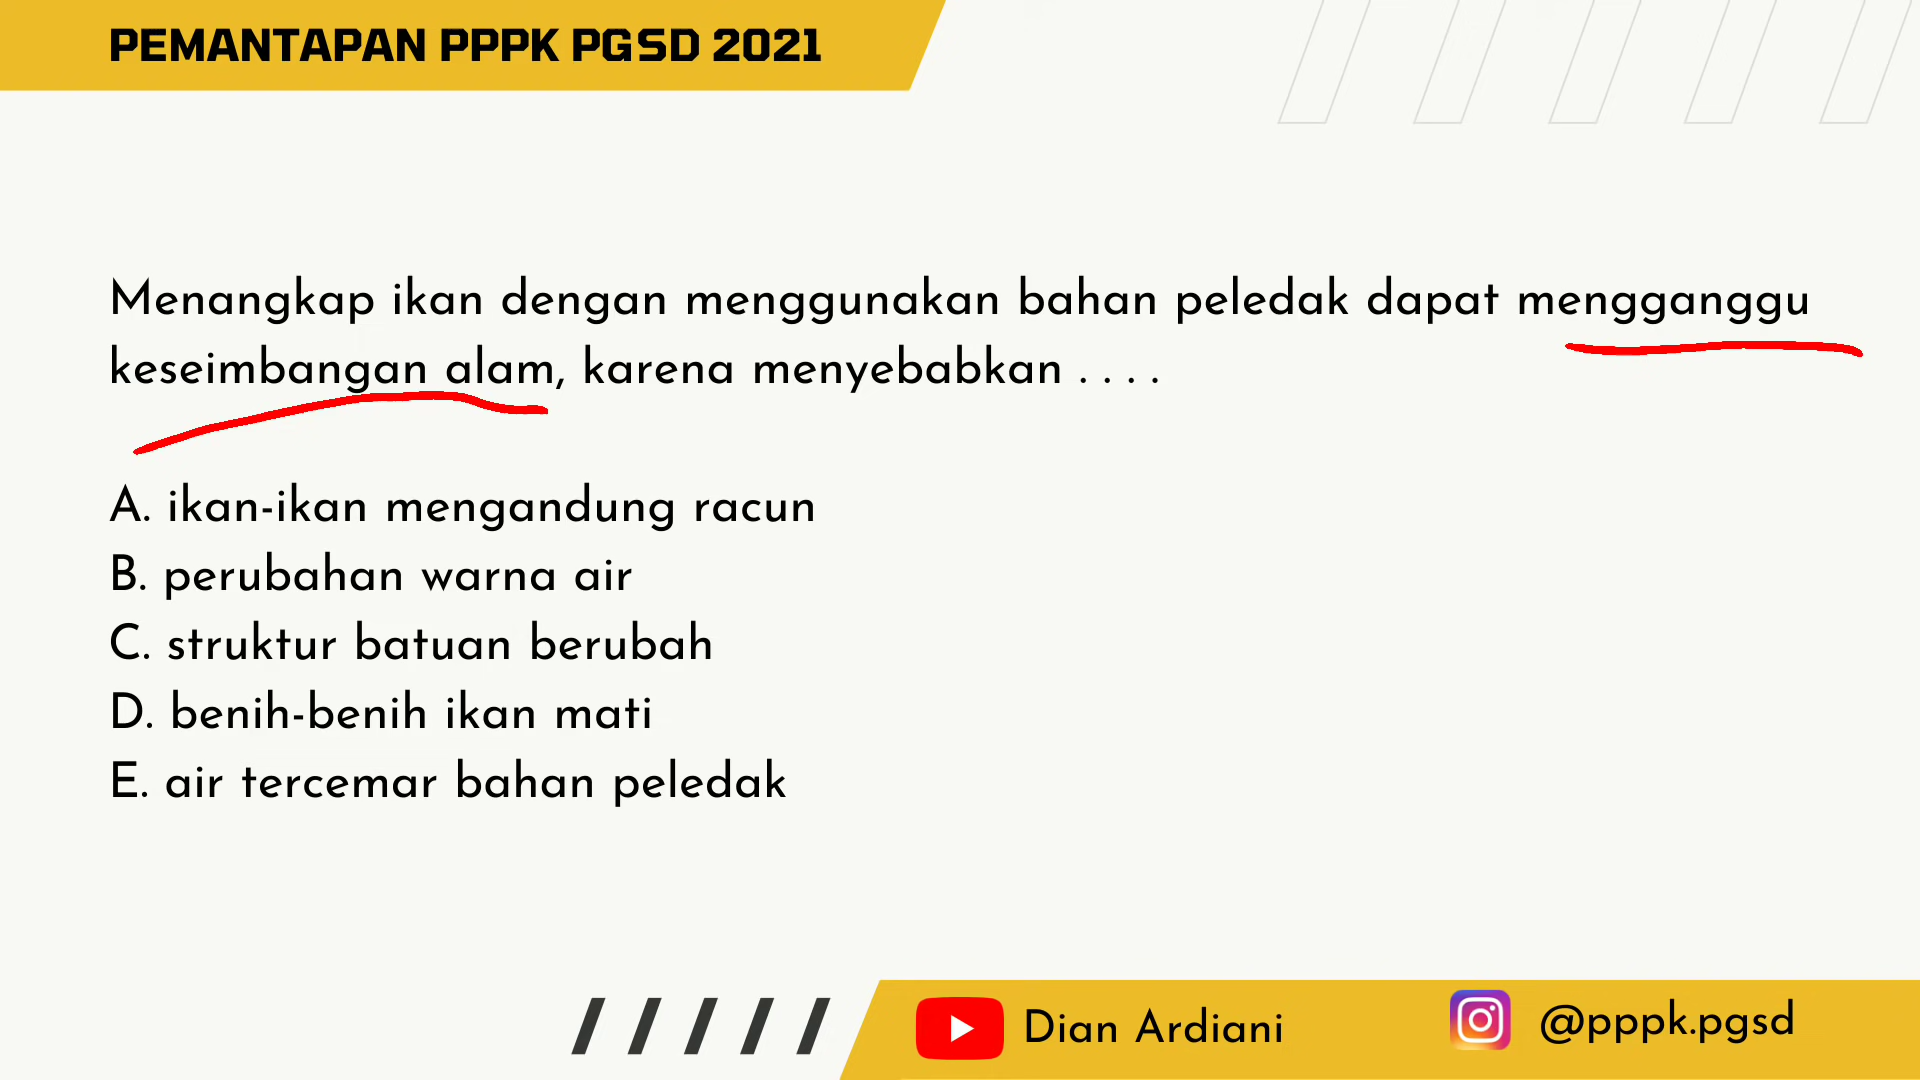 PEMANTAPAN PPPK PGSD 2021
Menangkap ikan dengan menggunakan bahan peledak dapat mengganggu
keseimbangan alam, karena menyebabkan . . . .
A. ikan-ikan mengandung racun
B. perubahan warna air
C. struktur batuan berubah
D. benih-benih ikan mati
E. air tercemar bahan peledak
Dian Ardiani
@pppk.pgsd